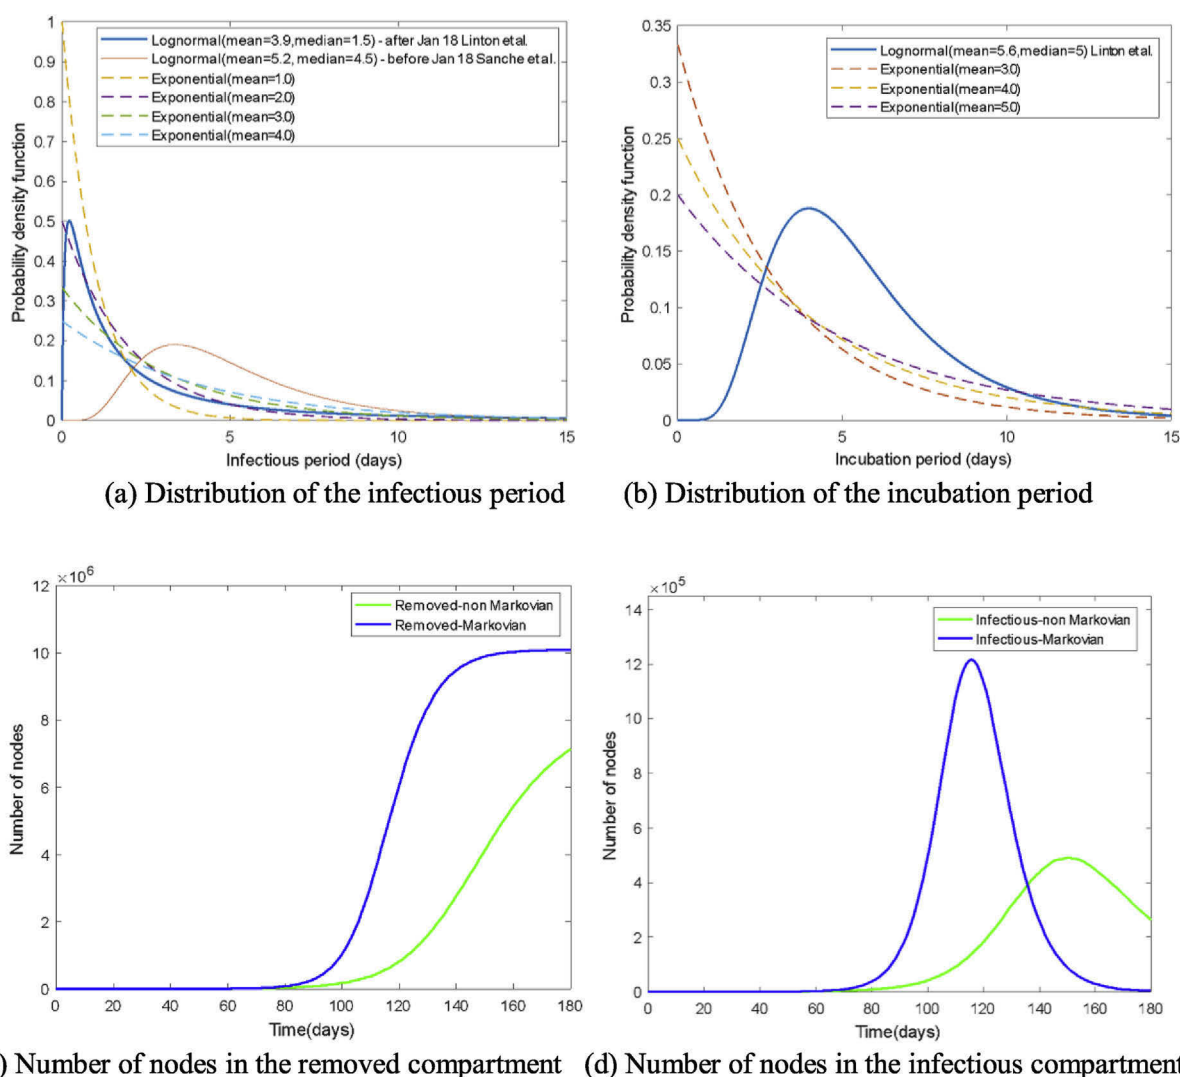 1
0.9
0.8
0.7
0.6
0.5
0.4
0.3
0.2
0.1
0
Probability density function
Lognormal(mean=3.9,median=1.5) - after Jan 18 Linton et al.
Lognormal(mean=5.2, median=4.5) - before Jan 18 Sanche et al.
Exponential(mean=1.0)
Exponential(mean=2.0)
Exponential(mean=3.0)
Exponential(mean=4.0)
0 5 10 15
Infectious period (days)
(a) Distribution of the infectious period
0.35
0.3
0.25
0.2
0.15
0.1
0.05
0
Probability density function
Lognormal(mean=5.6,median=5) Linton et al.
Exponential(mean=3.0)
Exponential(mean=4.0)
Exponential(mean=5.0)
0 5 10 15
Incubation period (days)
(b) Distribution of the incubation period
×10⁶
12
10
8
6
4
2
0
Number of nodes
Removed-non Markovian
Removed-Markovian
0 20 40 60 80 100 120 140 160 180
Time(days)
) Number of nodes in the removed compartment
×10⁵
14
12
10
8
6
4
2
0
Number of nodes
Infectious-non Markovian
Infectious-Markovian
0 20 40 60 80 100 120 140 160 180
Time(days)
(d) Number of nodes in the infectious compartment